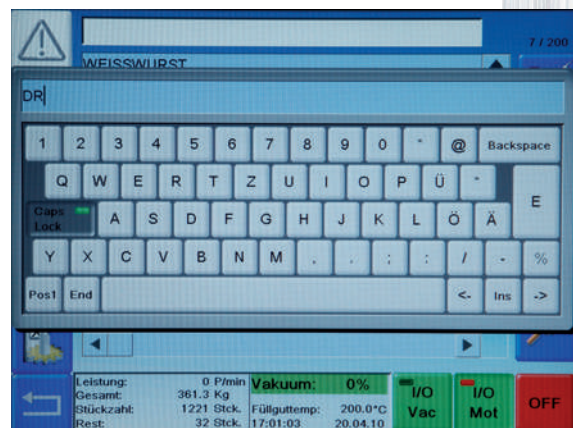 7 / 200
WEISSWURST
DR
1 2 3 4 5 6 7 8 9 0 @ Backspace
Q W E R T Z U I O P Ü E
Caps Lock A S D F G H J K L Ö Ä
Y X C V B N M , . ; : / - %
Pos1 End <- Ins ->
Leistung: 0 P/min
Gesamt: 361.3 Kg
Stückzahl: 1221 Stck.
Rest: 32 Stck.
Vakuum: 0%
Füllguttemp: 200.0°C
17:01:03 20.04.10
I/O Vac
I/O Mot
OFF